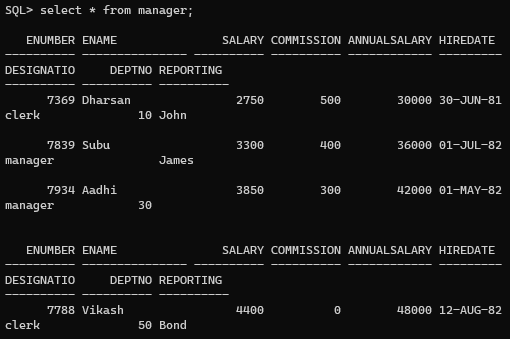 SQL> select * from manager;
ENUMBER ENAME SALARY COMMISSION ANNUALSALARY HIREDATE
---------- --------------- ---------- ---------- ------------ ---------
DESIGNATIO DEPTNO REPORTING
---------- ---------- ----------
7369 Dharsan 2750 500 30000 30-JUN-81
clerk 10 John
7839 Subu 3300 400 36000 01-JUL-82
manager James
7934 Aadhi 3850 300 42000 01-MAY-82
manager 30
ENUMBER ENAME SALARY COMMISSION ANNUALSALARY HIREDATE
---------- --------------- ---------- ---------- ------------ ---------
DESIGNATIO DEPTNO REPORTING
---------- ---------- ----------
7788 Vikash 4400 0 48000 12-AUG-82
clerk 50 Bond